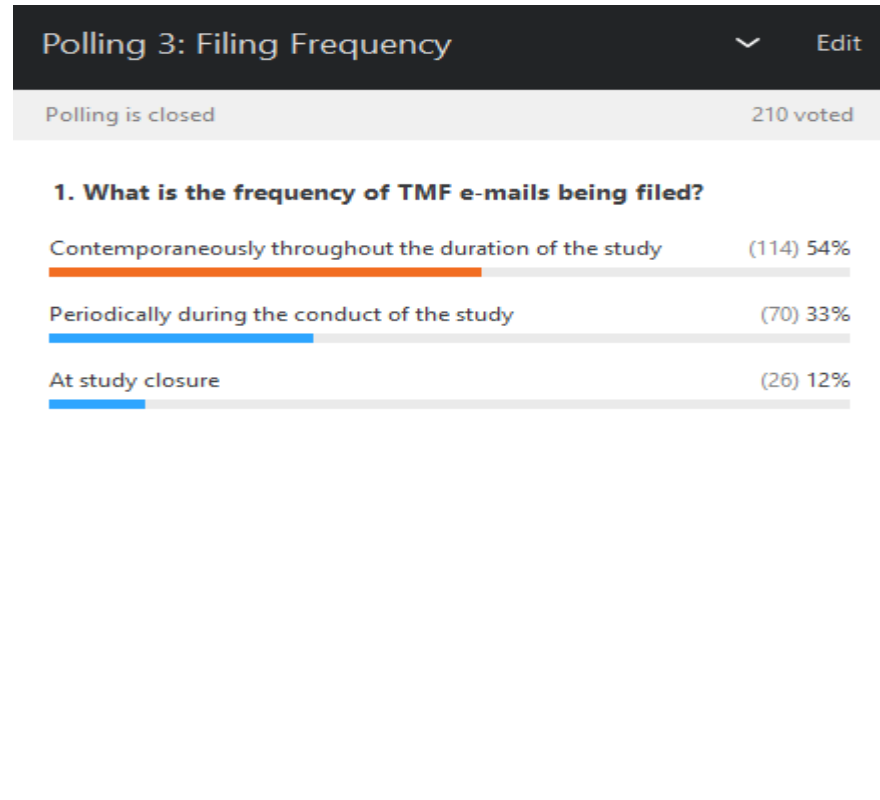 Polling 3: Filing Frequency Edit
Polling is closed 210 voted
1. What is the frequency of TMF e-mails being filed?
Contemporaneously throughout the duration of the study (114) 54%
Periodically during the conduct of the study (70) 33%
At study closure (26) 12%